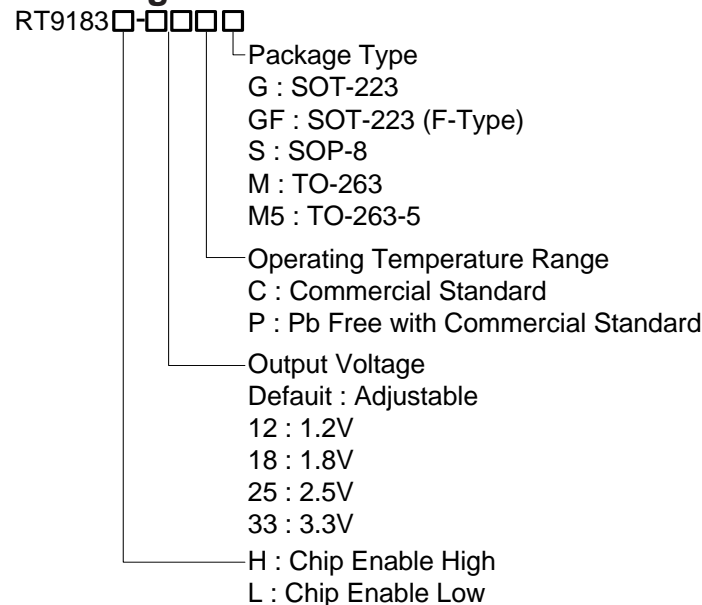 RT9183□-□□□□
Package Type
G : SOT-223
GF : SOT-223 (F-Type)
S : SOP-8
M : TO-263
M5 : TO-263-5
Operating Temperature Range
C : Commercial Standard
P : Pb Free with Commercial Standard
Output Voltage
Defauit : Adjustable
12 : 1.2V
18 : 1.8V
25 : 2.5V
33 : 3.3V
H : Chip Enable High
L : Chip Enable Low